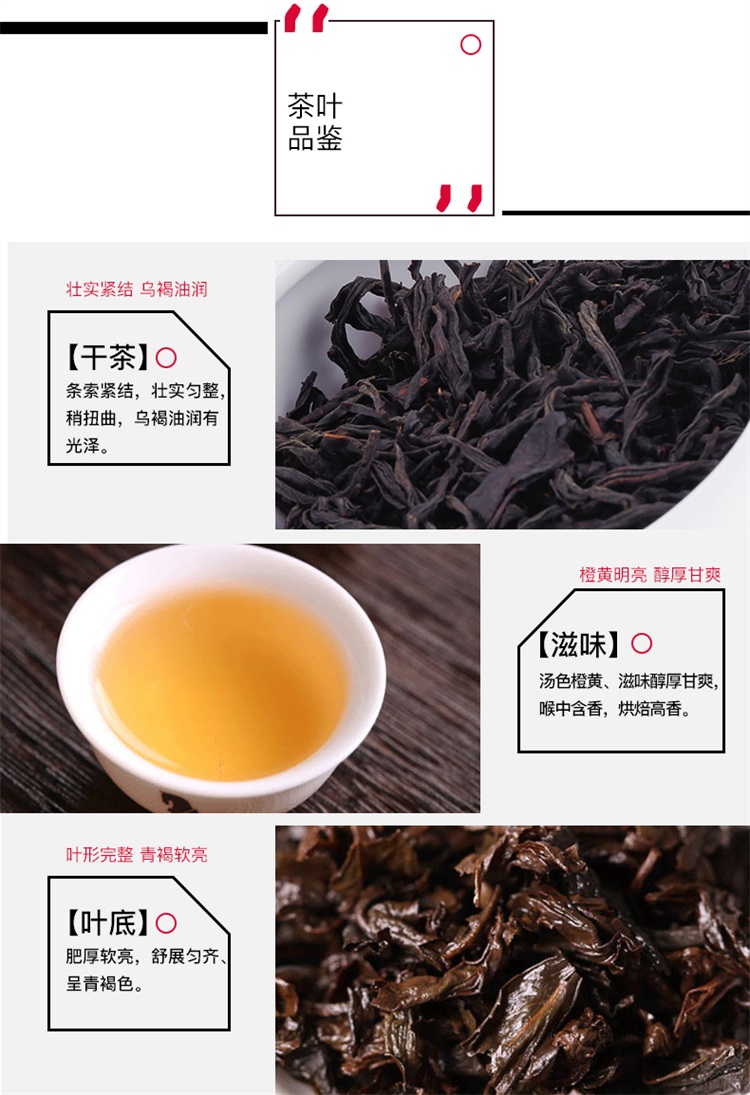 茶叶
品鉴
壮实紧结 乌褐油润
【干茶】
条索紧结，壮实匀整，
稍扭曲，乌褐油润有
光泽。
橙黄明亮 醇厚甘爽
【滋味】
汤色橙黄、滋味醇厚甘爽，
喉中含香，烘焙高香。
叶形完整 青褐软亮
【叶底】
肥厚软亮，舒展匀齐、
呈青褐色。